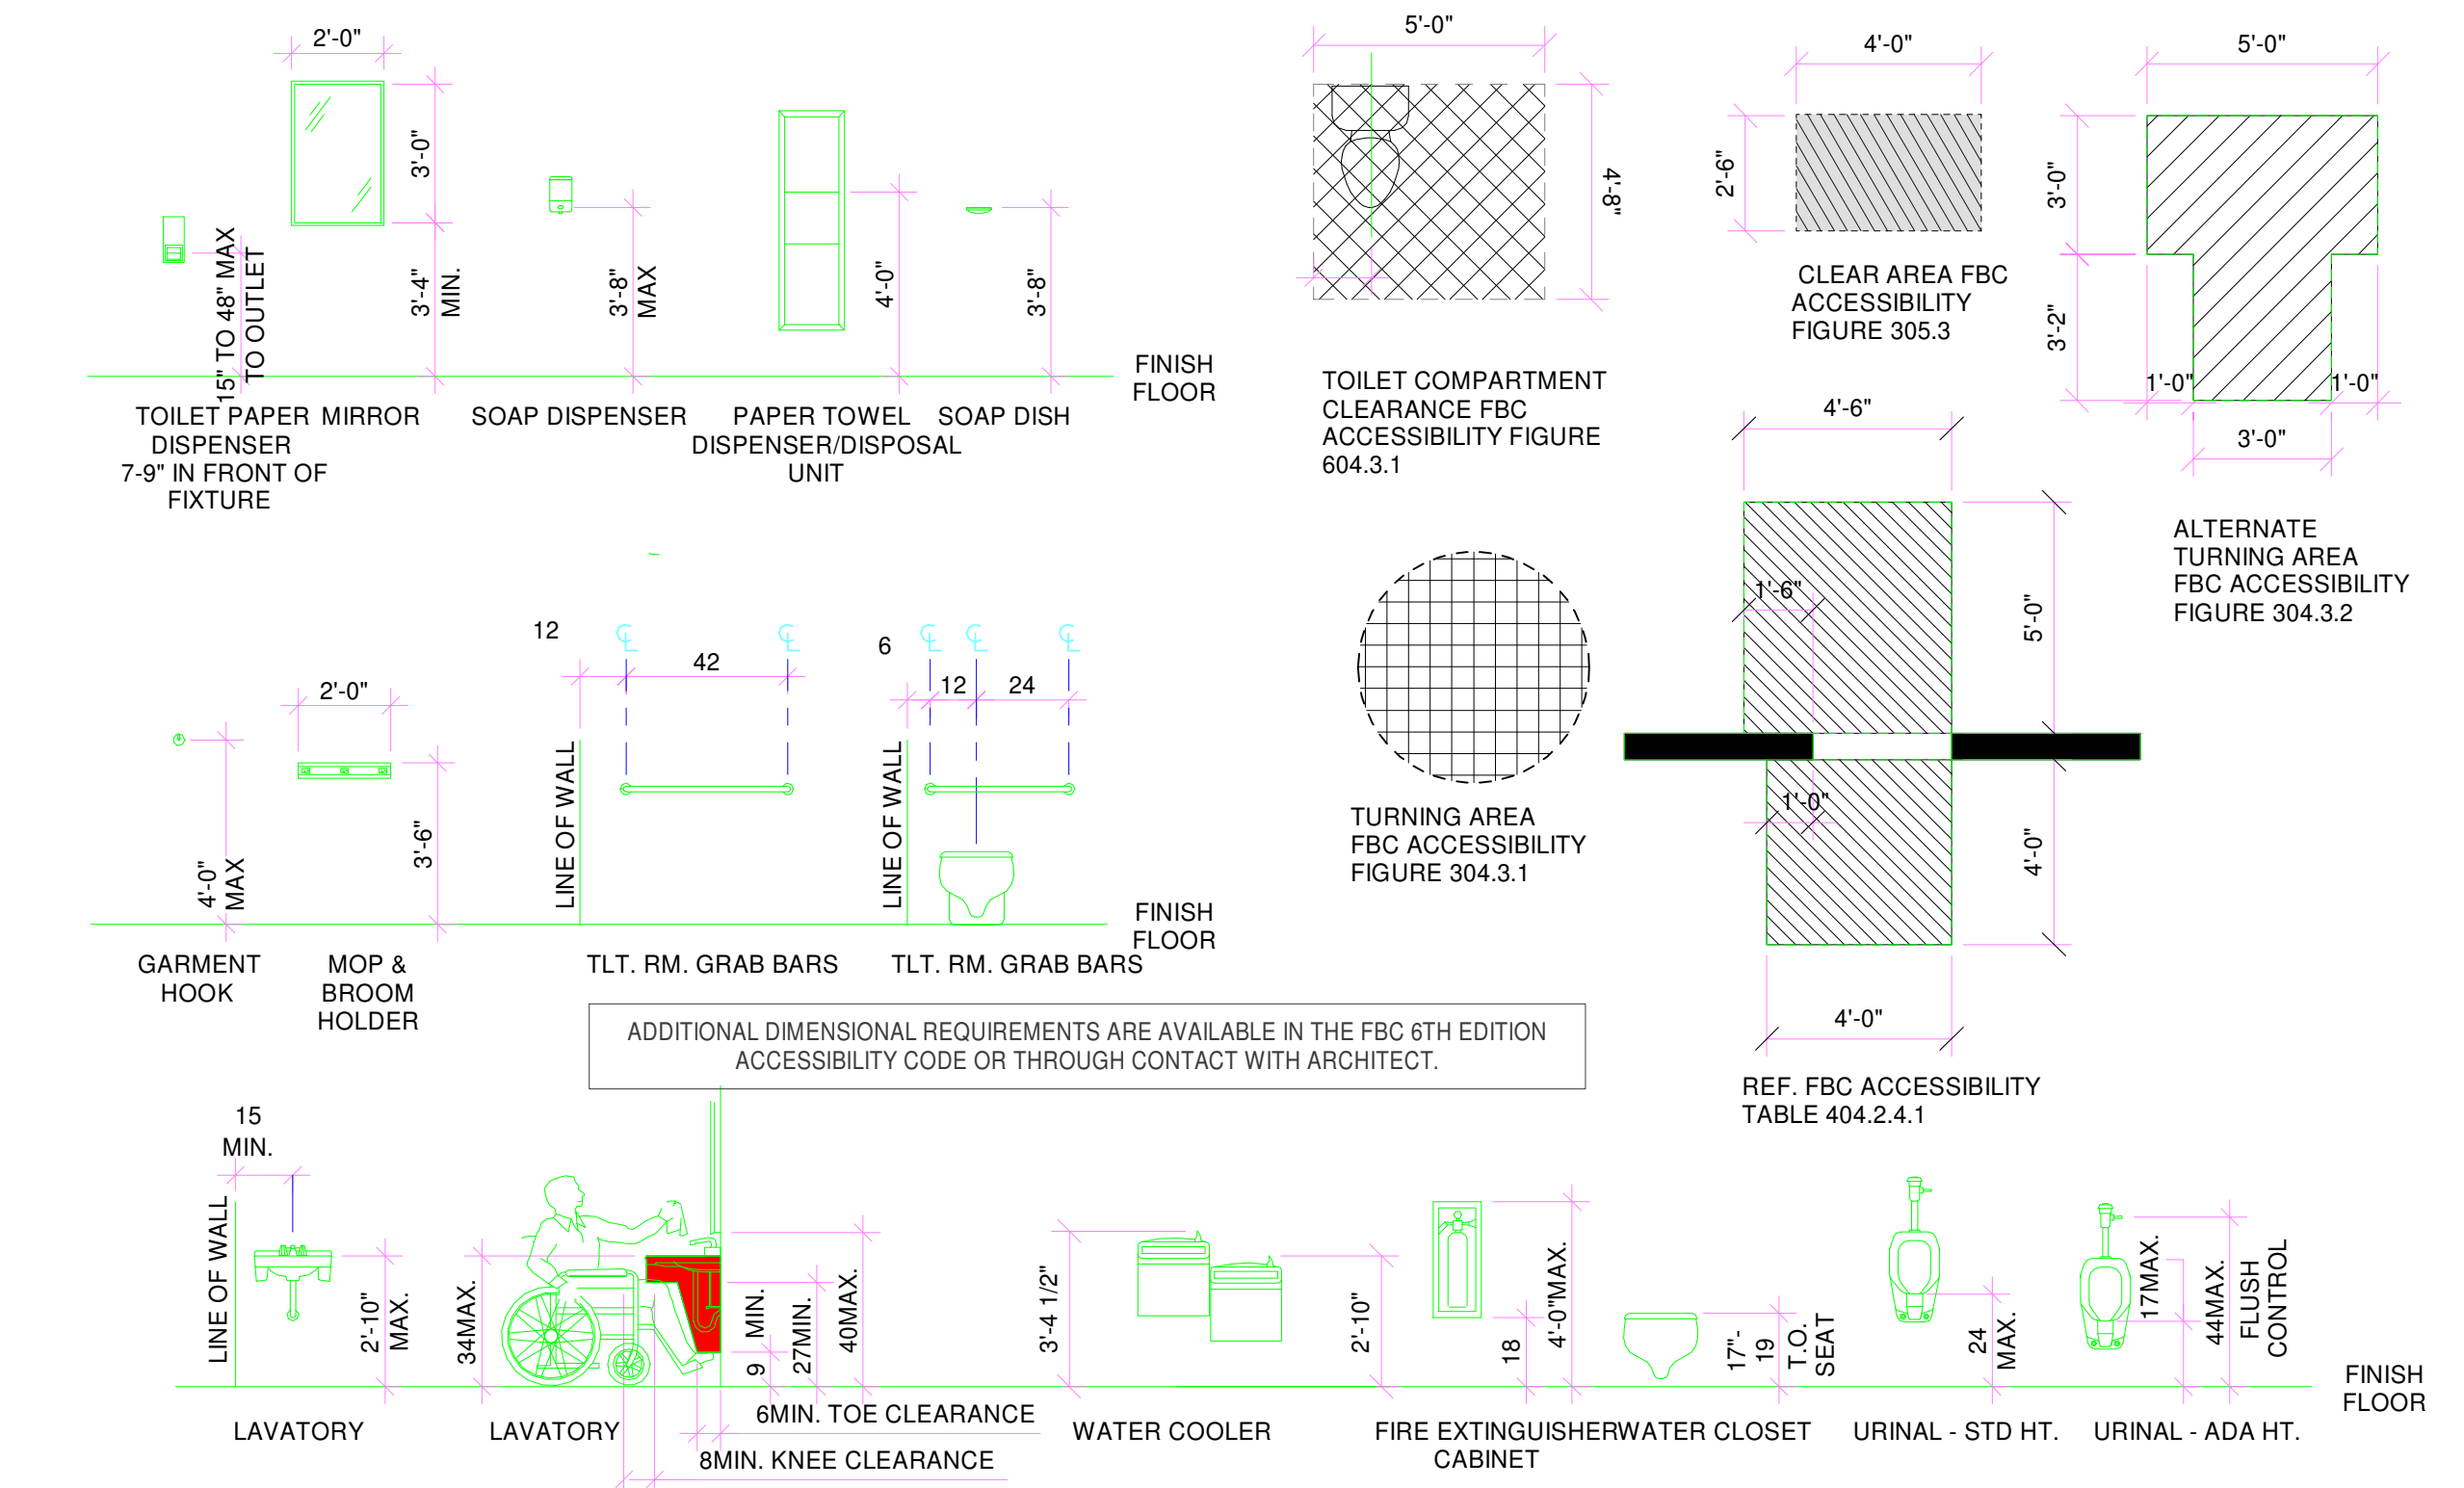 2'-0"
3'-0"
3'-4"
MIN.
15" TO 48" MAX
TO OUTLET
3'-8"
MAX
4'-0"
3'-8"
FINISH
FLOOR
TOILET PAPER
DISPENSER
7-9" IN FRONT OF
FIXTURE
MIRROR
SOAP DISPENSER
PAPER TOWEL
DISPENSER/DISPOSAL
UNIT
SOAP DISH
5'-0"
4'-8"
TOILET COMPARTMENT
CLEARANCE FBC
ACCESSIBILITY FIGURE
604.3.1
4'-0"
2'-6"
CLEAR AREA FBC
ACCESSIBILITY
FIGURE 305.3
5'-0"
3'-0"
3'-2"
1'-0"
1'-0"
3'-0"
ALTERNATE
TURNING AREA
FBC ACCESSIBILITY
FIGURE 304.3.2
4'-0"
MAX
2'-0"
3'-6"
12
CL
CL
42
LINE OF WALL
6
CL
CL
CL
12
24
LINE OF WALL
FINISH
FLOOR
GARMENT
HOOK
MOP &
BROOM
HOLDER
TLT. RM. GRAB BARS
TLT. RM. GRAB BARS
TURNING AREA
FBC ACCESSIBILITY
FIGURE 304.3.1
4'-6"
1'-6"
5'-0"
1'-0"
4'-0"
4'-0"
REF. FBC ACCESSIBILITY
TABLE 404.2.4.1
ADDITIONAL DIMENSIONAL REQUIREMENTS ARE AVAILABLE IN THE FBC 6TH EDITION
ACCESSIBILITY CODE OR THROUGH CONTACT WITH ARCHITECT.
15
MIN.
LINE OF WALL
2'-10"
MAX.
34MAX.
9 MIN.
27MIN.
40MAX.
6MIN. TOE CLEARANCE
8MIN. KNEE CLEARANCE
3'-4 1/2"
2'-10"
18
4'-0"MAX.
17"-
19
T.O.
SEAT
24
MAX.
17MAX.
44MAX.
FLUSH
CONTROL
FINISH
FLOOR
LAVATORY
LAVATORY
WATER COOLER
FIRE EXTINGUISHER
CABINET
WATER CLOSET
URINAL - STD HT.
URINAL - ADA HT.